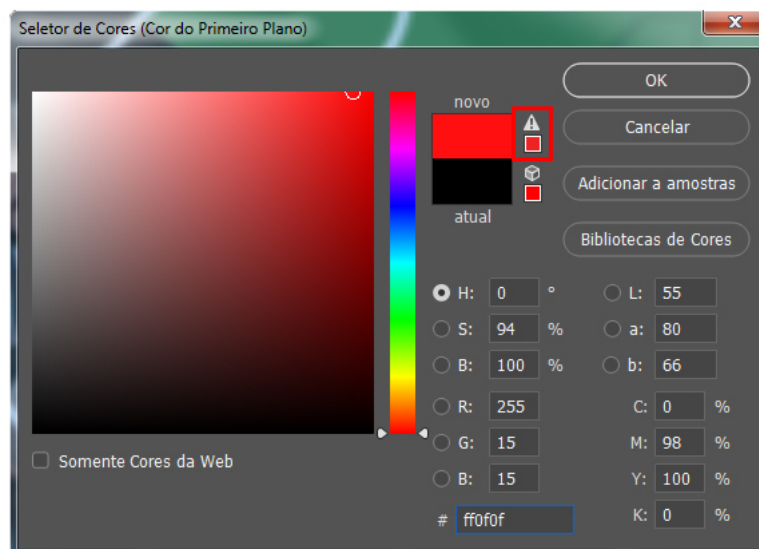 Seletor de Cores (Cor do Primeiro Plano)
x
novo
atual
OK
Cancelar
Adicionar a amostras
Bibliotecas de Cores
H: 0 ° L: 55
S: 94 % a: 80
B: 100 % b: 66
R: 255 C: 0 %
G: 15 M: 98 %
B: 15 Y: 100 %
# ff0f0f K: 0 %
Somente Cores da Web